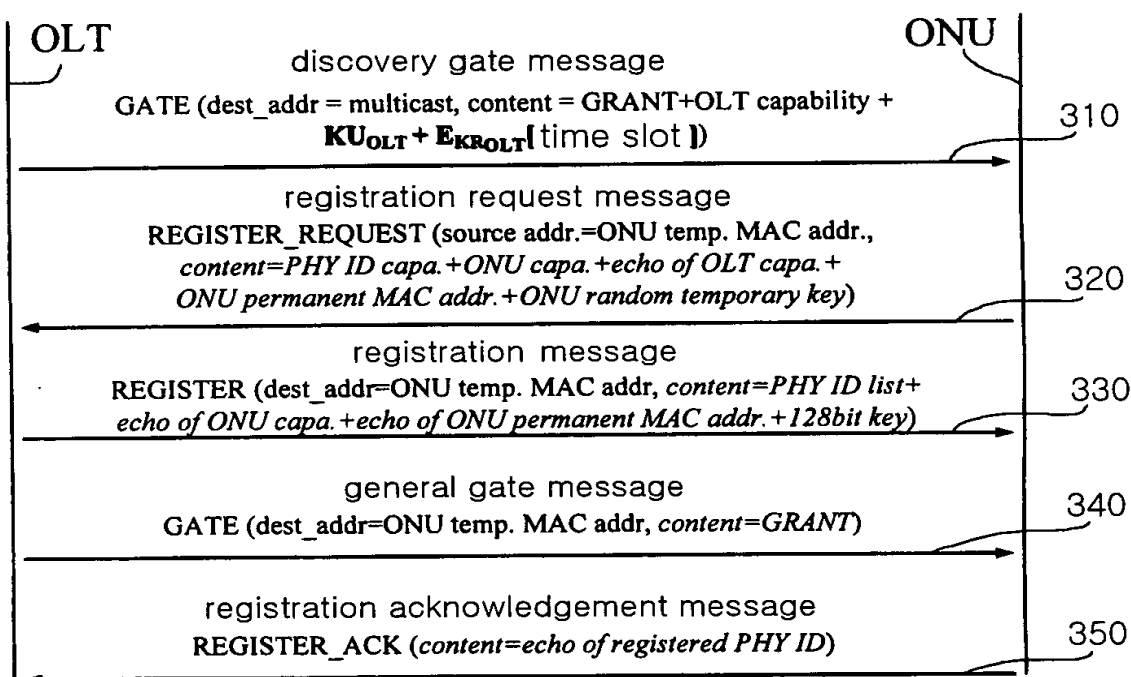 OLT
ONU
discovery gate message
GATE (dest_addr = multicast, content = GRANT+OLT capability +
KU_OLT + E_KR_OLT[ time slot ])
310
registration request message
REGISTER_REQUEST (source addr.=ONU temp. MAC addr.,
content=PHY ID capa.+ONU capa.+echo of OLT capa.+
ONU permanent MAC addr.+ONU random temporary key)
320
registration message
REGISTER (dest_addr=ONU temp. MAC addr, content=PHY ID list+
echo of ONU capa.+echo of ONU permanent MAC addr.+128bit key)
330
general gate message
GATE (dest_addr=ONU temp. MAC addr, content=GRANT)
340
registration acknowledgement message
REGISTER_ACK (content=echo of registered PHY ID)
350